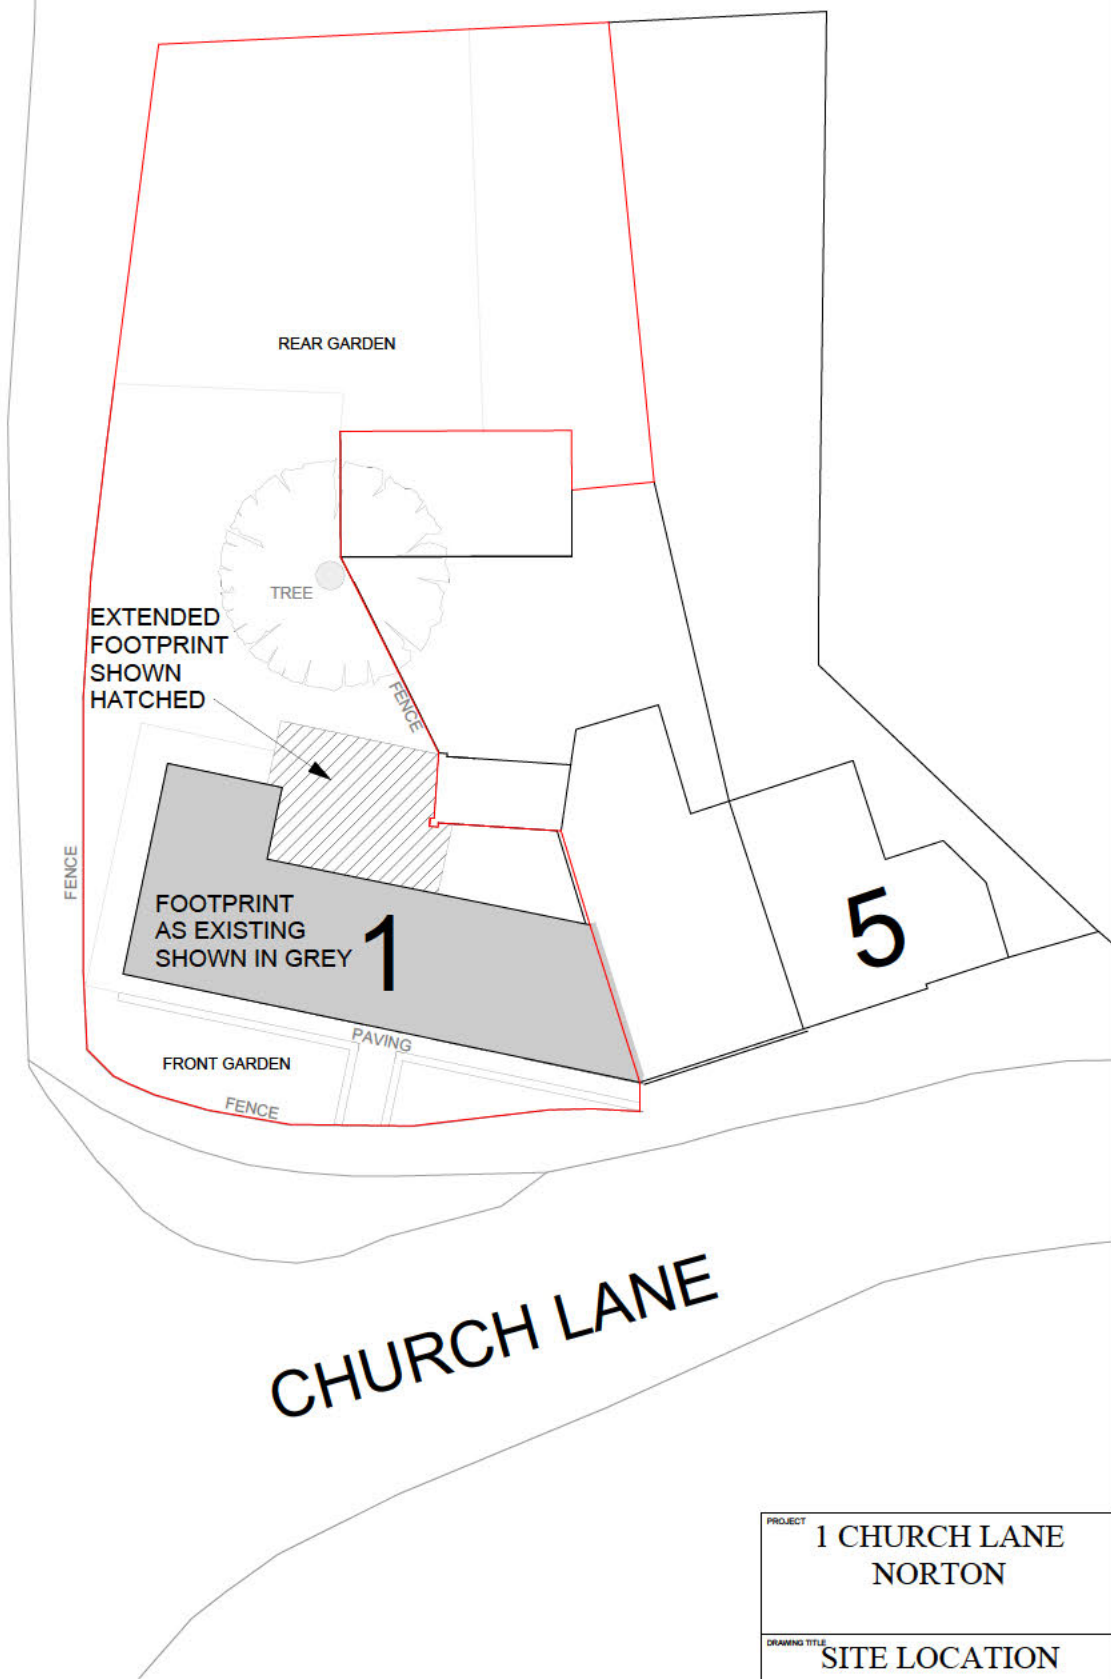 REAR GARDEN
TREE
EXTENDED
FOOTPRINT
SHOWN
HATCHED
FENCE
FENCE
FOOTPRINT
AS EXISTING
SHOWN IN GREY
1
5
PAVING
FRONT GARDEN
FENCE
CHURCH LANE
PROJECT
1 CHURCH LANE
NORTON
DRAWING TITLE
SITE LOCATION